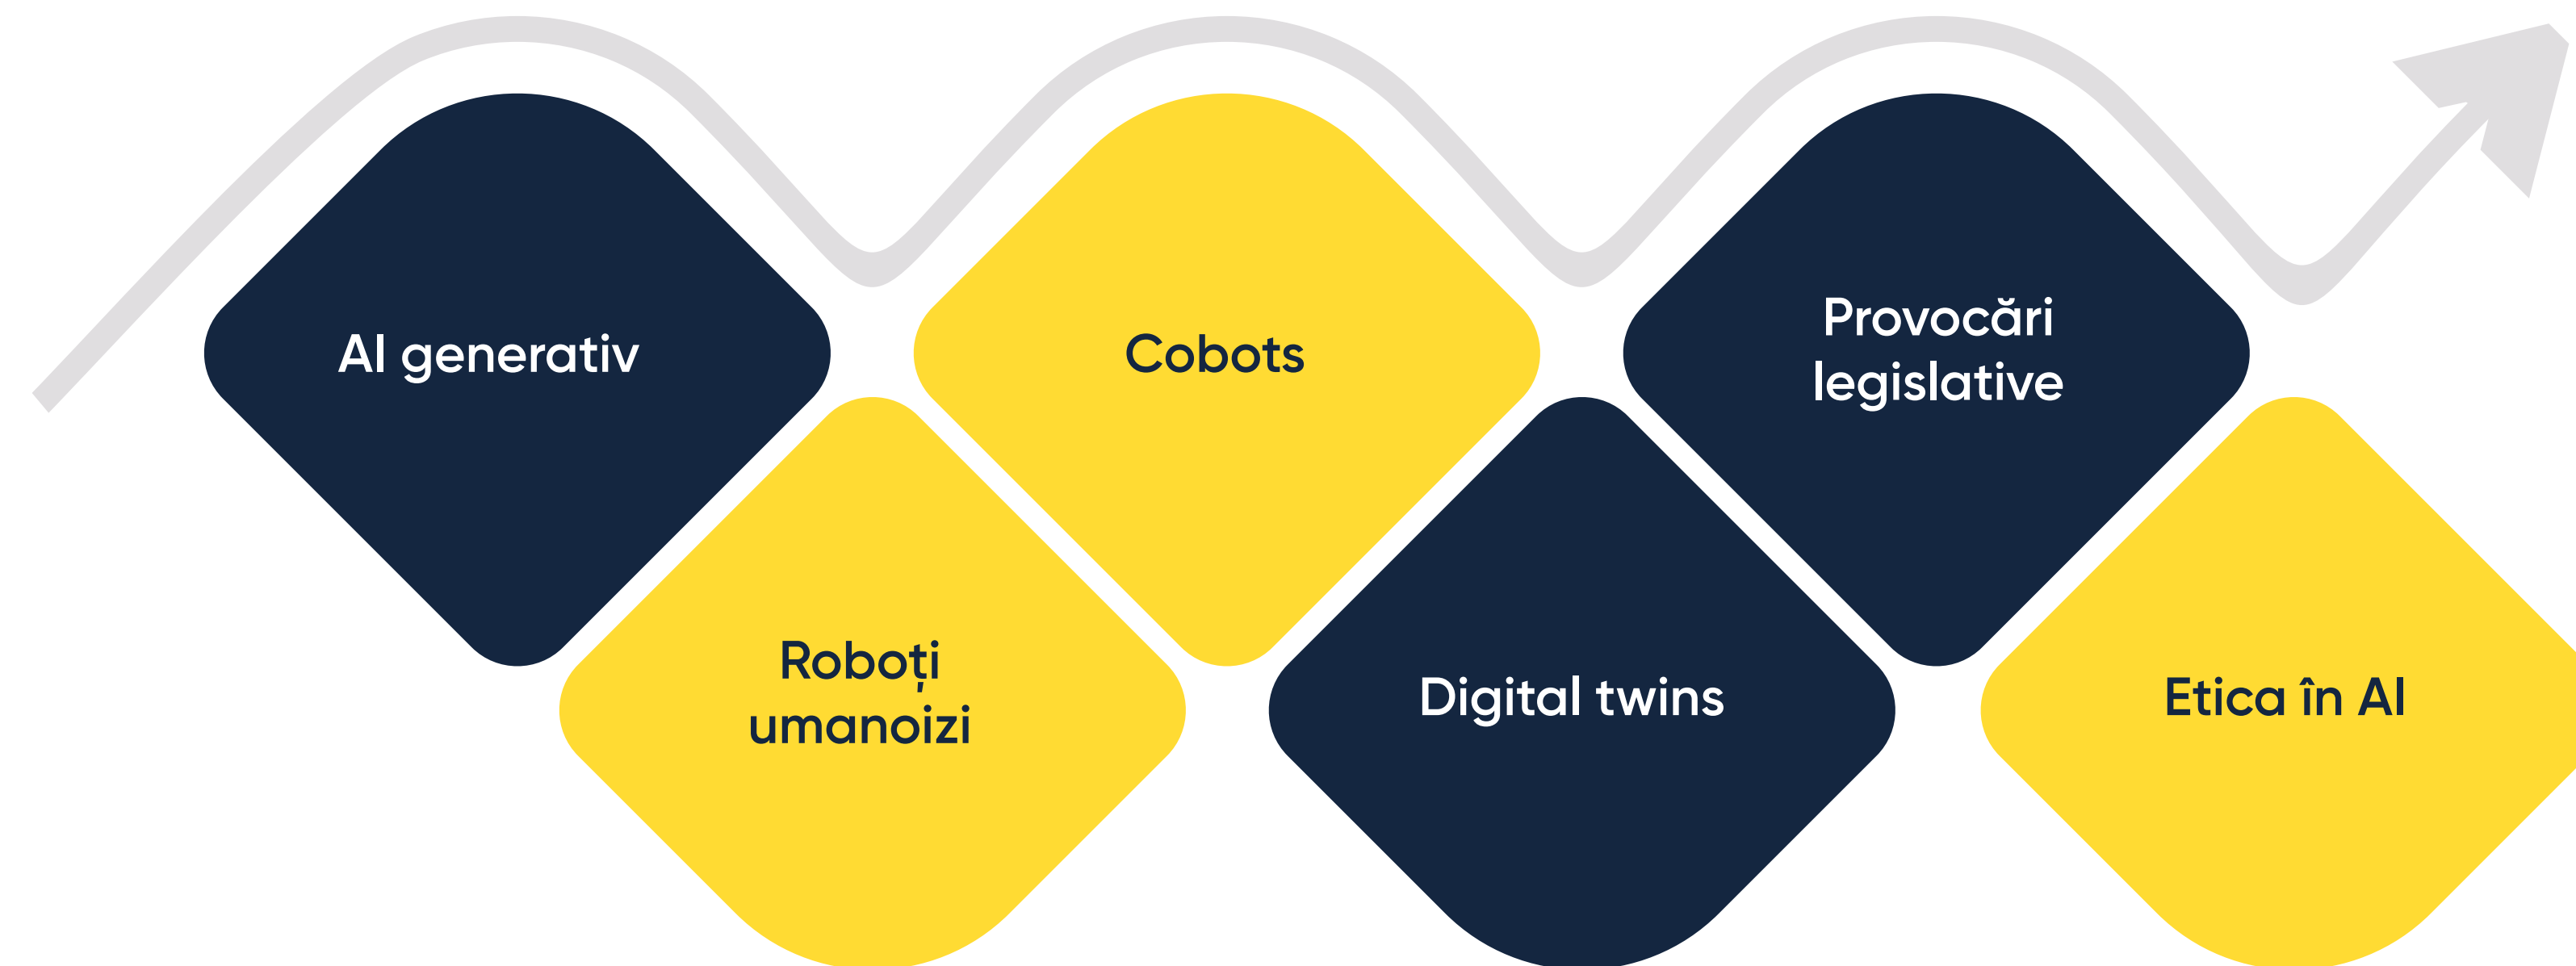 AI generativ
Cobots
Provocări
legislative
Roboți
umanoizi
Digital twins
Etica în AI